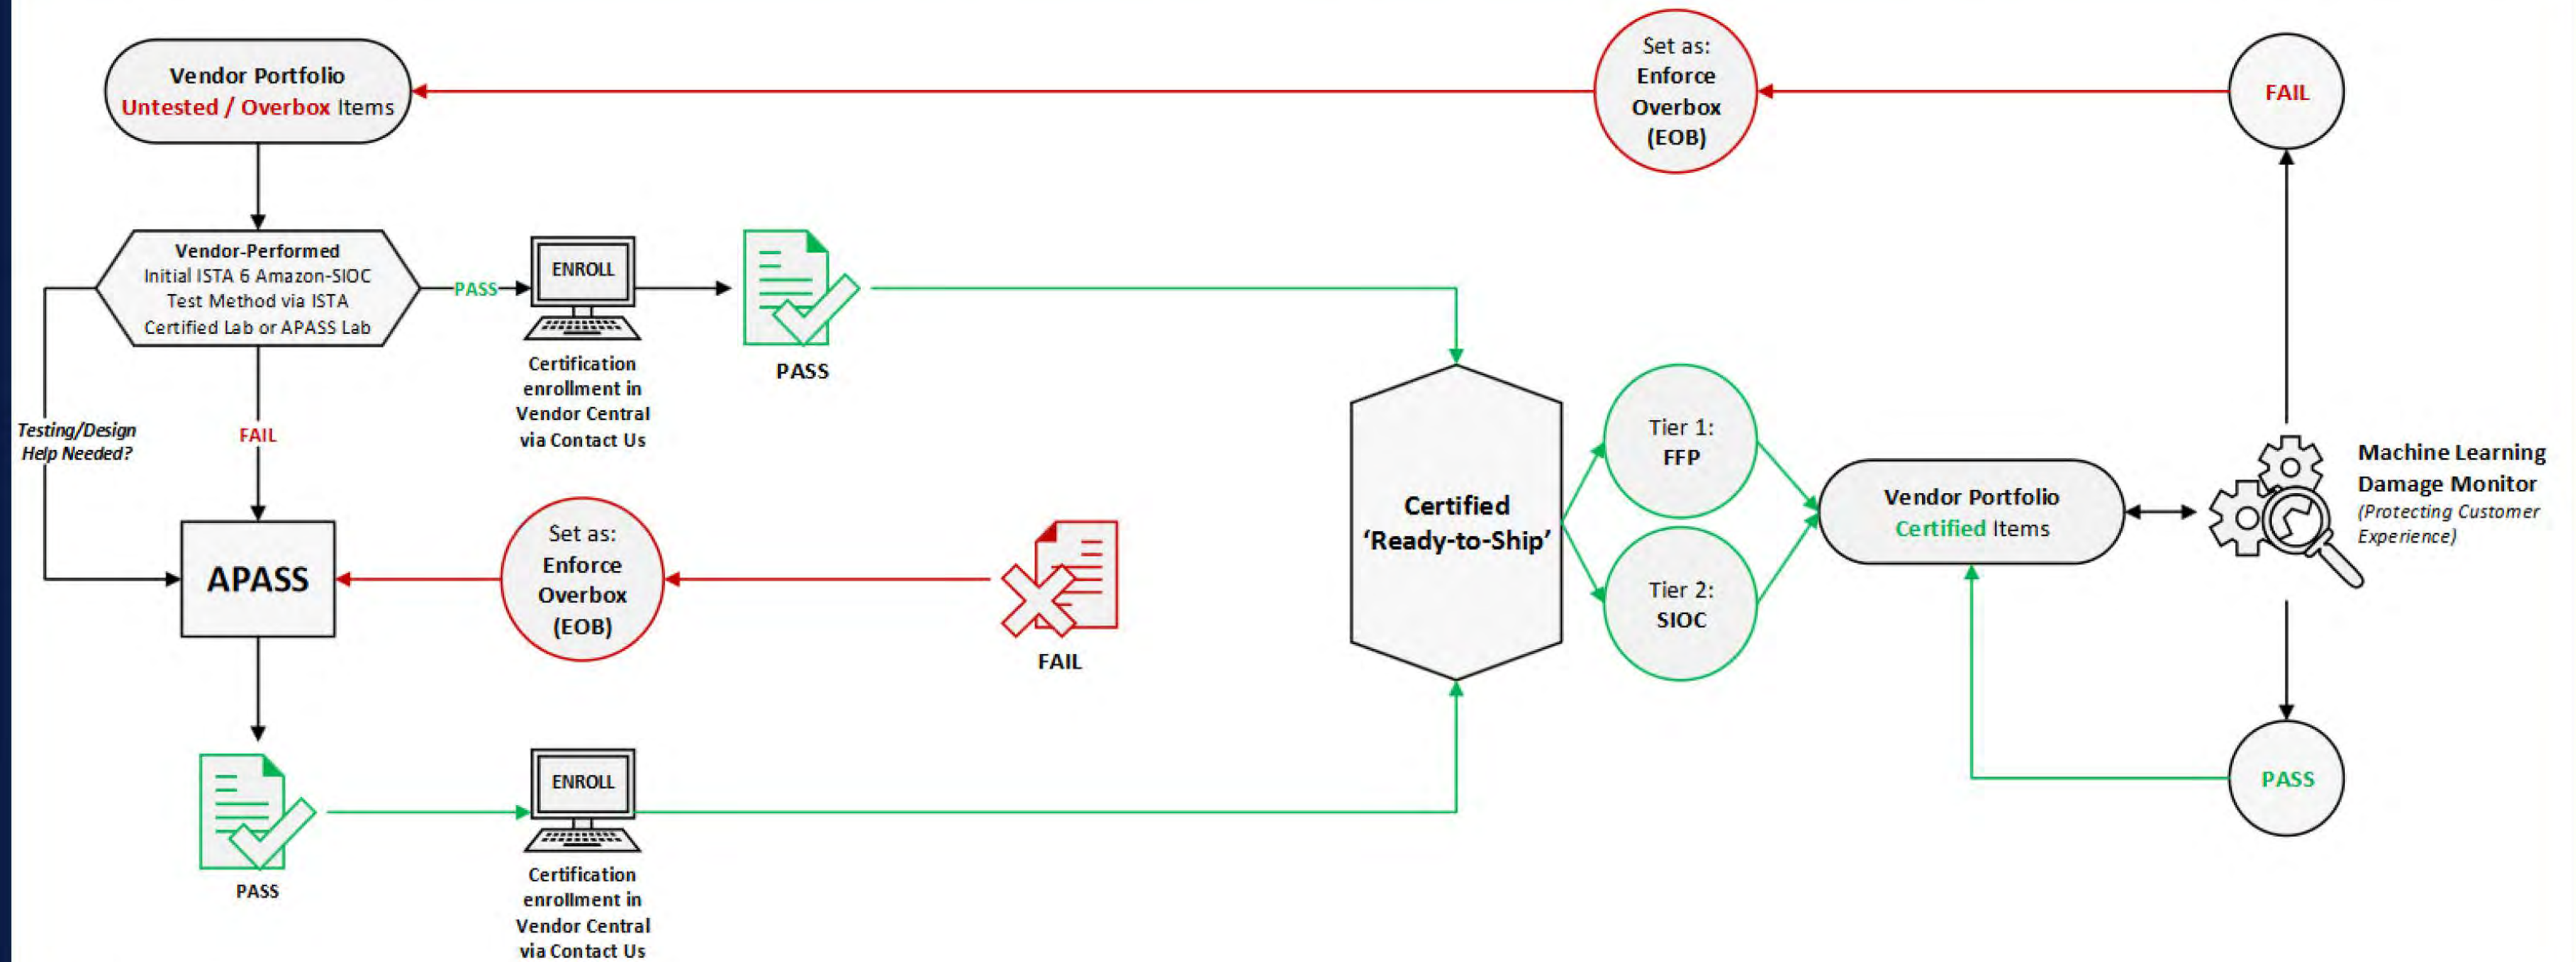 Vendor Portfolio
Untested / Overbox Items
Set as:
Enforce
Overbox
(EOB)
FAIL
Vendor-Performed
Initial ISTA 6 Amazon-SIOC
Test Method via ISTA
Certified Lab or APASS Lab
PASS
ENROLL
Certification
enrollment in
Vendor Central
via Contact Us
PASS
Testing/Design
Help Needed?
FAIL
APASS
Set as:
Enforce
Overbox
(EOB)
FAIL
Certified
‘Ready-to-Ship’
Tier 1:
FFP
Tier 2:
SIOC
Vendor Portfolio
Certified Items
Machine Learning
Damage Monitor
(Protecting Customer
Experience)
PASS
PASS
ENROLL
Certification
enrollment in
Vendor Central
via Contact Us